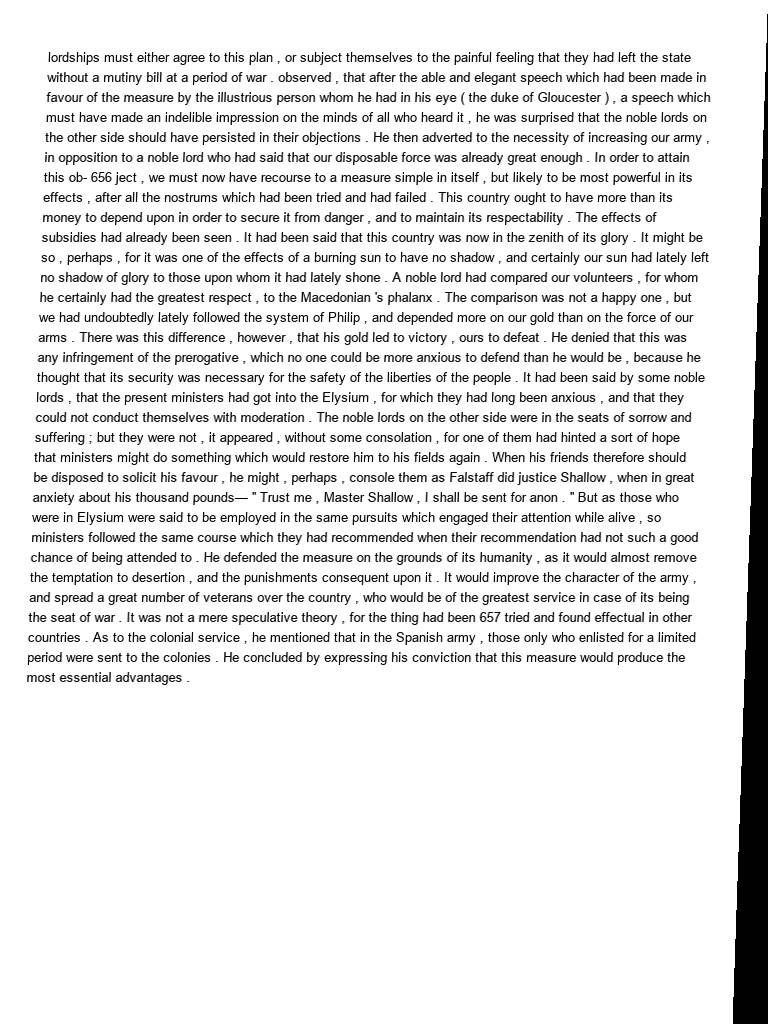 lordships must either agree to this plan , or subject themselves to the painful feeling that they had left the state
without a mutiny bill at a period of war . observed , that after the able and elegant speech which had been made in
favour of the measure by the illustrious person whom he had in his eye ( the duke of Gloucester ) , a speech which
must have made an indelible impression on the minds of all who heard it , he was surprised that the noble lords on
the other side should have persisted in their objections . He then adverted to the necessity of increasing our army ,
in opposition to a noble lord who had said that our disposable force was already great enough . In order to attain
this ob- 656 ject , we must now have recourse to a measure simple in itself , but likely to be most powerful in its
effects , after all the nostrums which had been tried and had failed . This country ought to have more than its
money to depend upon in order to secure it from danger , and to maintain its respectability . The effects of
subsidies had already been seen . It had been said that this country was now in the zenith of its glory . It might be
so , perhaps , for it was one of the effects of a burning sun to have no shadow , and certainly our sun had lately left
no shadow of glory to those upon whom it had lately shone . A noble lord had compared our volunteers , for whom
he certainly had the greatest respect , to the Macedonian 's phalanx . The comparison was not a happy one , but
we had undoubtedly lately followed the system of Philip , and depended more on our gold than on the force of our
arms . There was this difference , however , that his gold led to victory , ours to defeat . He denied that this was
any infringement of the prerogative , which no one could be more anxious to defend than he would be , because he
thought that its security was necessary for the safety of the liberties of the people . It had been said by some noble
lords , that the present ministers had got into the Elysium , for which they had long been anxious , and that they
could not conduct themselves with moderation . The noble lords on the other side were in the seats of sorrow and
suffering ; but they were not , it appeared , without some consolation , for one of them had hinted a sort of hope
that ministers might do something which would restore him to his fields again . When his friends therefore should
be disposed to solicit his favour , he might , perhaps , console them as Falstaff did justice Shallow , when in great
anxiety about his thousand pounds— " Trust me , Master Shallow , I shall be sent for anon . " But as those who
were in Elysium were said to be employed in the same pursuits which engaged their attention while alive , so
ministers followed the same course which they had recommended when their recommendation had not such a good
chance of being attended to . He defended the measure on the grounds of its humanity , as it would almost remove
the temptation to desertion , and the punishments consequent upon it . It would improve the character of the army ,
and spread a great number of veterans over the country , who would be of the greatest service in case of its being
the seat of war . It was not a mere speculative theory , for the thing had been 657 tried and found effectual in other
countries . As to the colonial service , he mentioned that in the Spanish army , those only who enlisted for a limited
period were sent to the colonies . He concluded by expressing his conviction that this measure would produce the
most essential advantages .